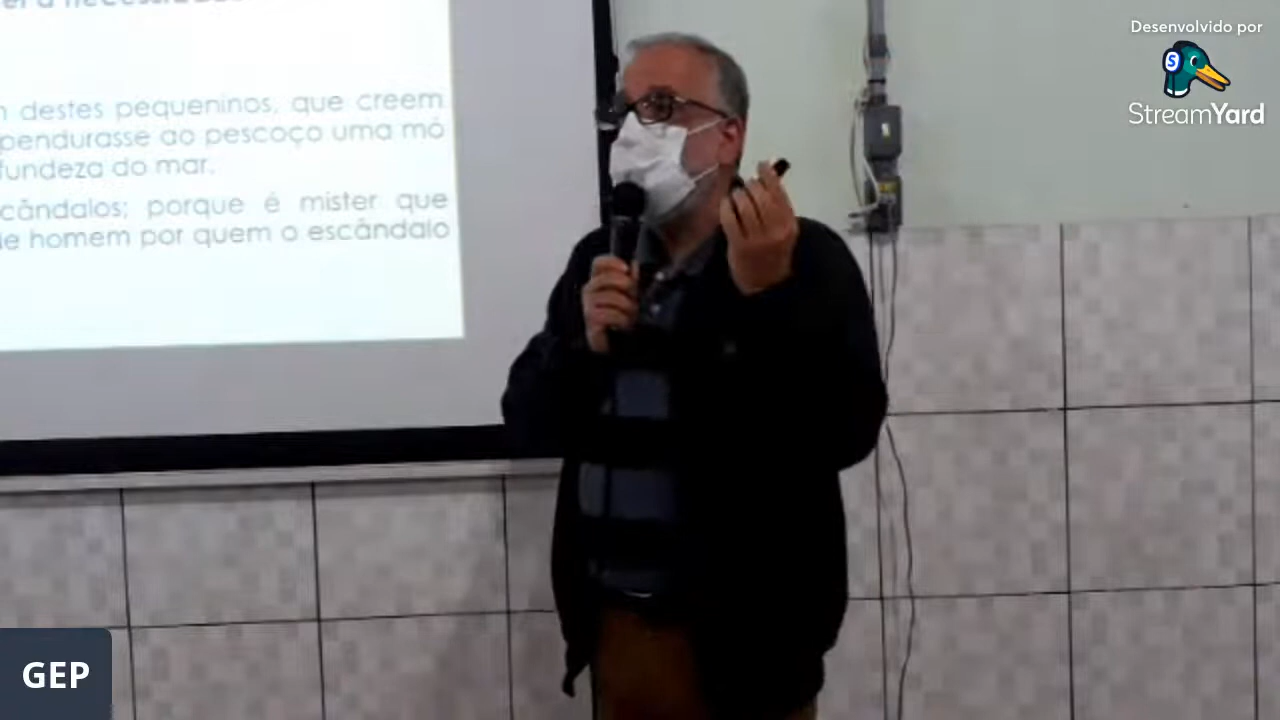 destes pequeninos, que creem
pendurasse ao pescoço uma mó
fundeza do mar.
cândalos; porque é mister que
homem por quem o escândalo
Desenvolvido por
StreamYard
GEP